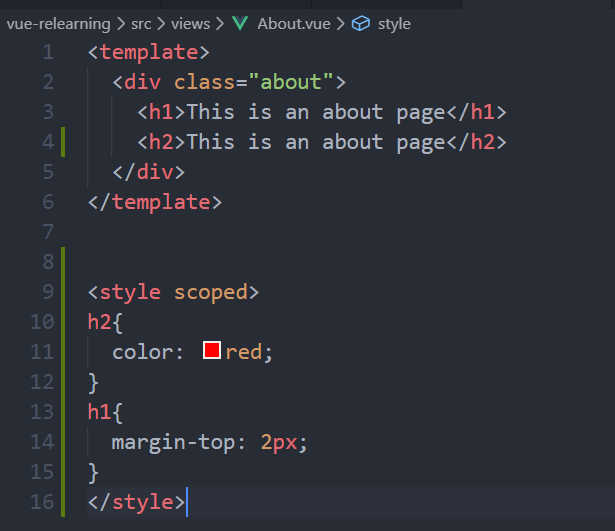 vue-relearning > src > views > About.vue > style
1 <template>
2 <div class="about">
3 <h1>This is an about page</h1>
4 <h2>This is an about page</h2>
5 </div>
6 </template>
7
8
9 <style scoped>
10 h2{
11 color: red;
12 }
13 h1{
14 margin-top: 2px;
15 }
16 </style>